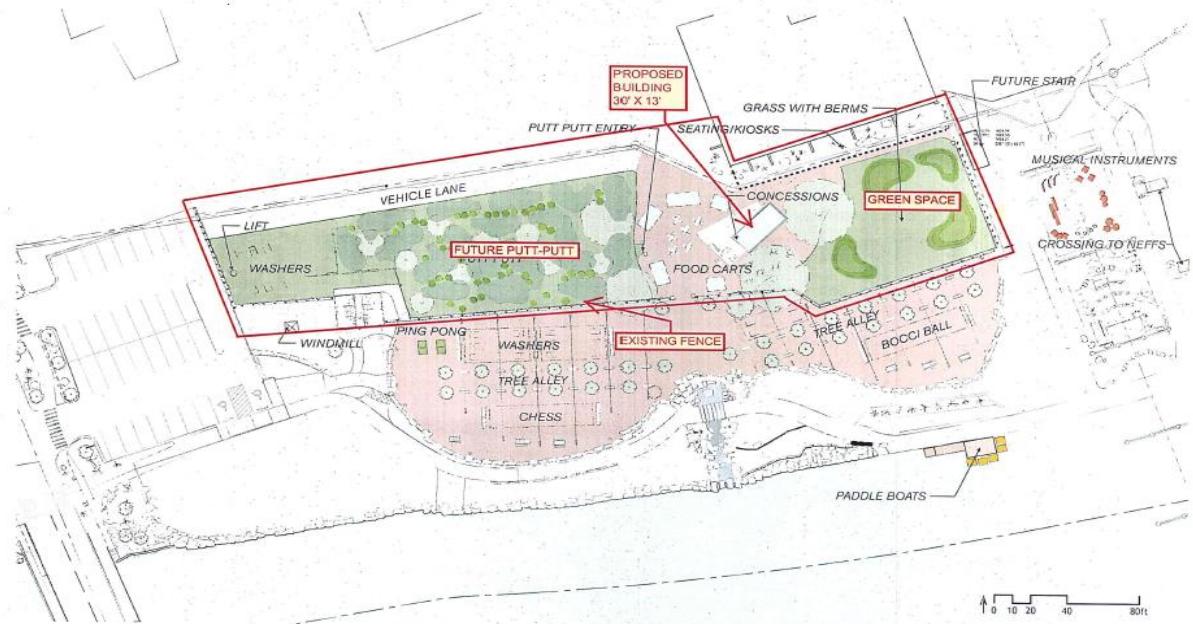 PROPOSED
BUILDING
30' X 13'
FUTURE STAIR
GRASS WITH BERMS
PUTT PUTT ENTRY
SEATING/KIOSKS
MUSICAL INSTRUMENTS
VEHICLE LANE
CONCESSIONS
GREEN SPACE
LIFT
FUTURE PUTT-PUTT
CROSSING TO NEFFS
WASHERS
FOOD CARTS
WINDMILL
PING PONG
WASHERS
EXISTING FENCE
TREE ALLEY
BOCCI BALL
TREE ALLEY
CHESS
PADDLE BOATS
0 10 20 40 80ft